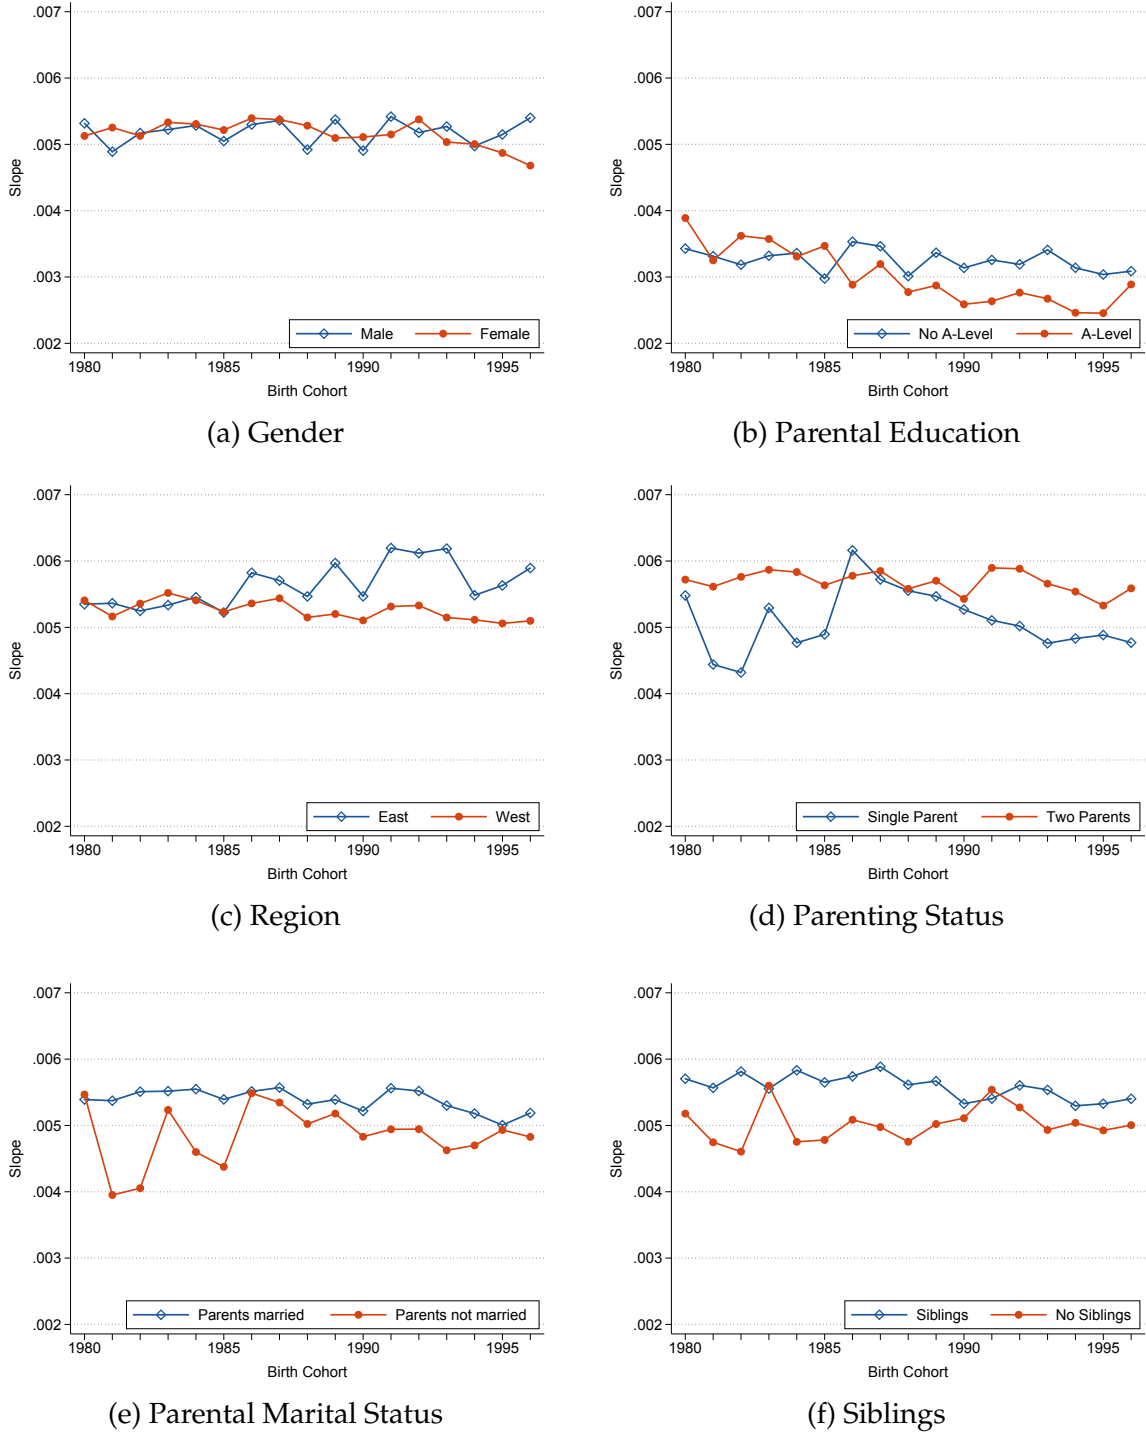 .007
.006
.005
.004
.003
.002
Slope
1980 1985 1990 1995
Birth Cohort
Male Female
(a) Gender
.007
.006
.005
.004
.003
.002
Slope
1980 1985 1990 1995
Birth Cohort
No A-Level A-Level
(b) Parental Education
.007
.006
.005
.004
.003
.002
Slope
1980 1985 1990 1995
Birth Cohort
East West
(c) Region
.007
.006
.005
.004
.003
.002
Slope
1980 1985 1990 1995
Birth Cohort
Single Parent Two Parents
(d) Parenting Status
.007
.006
.005
.004
.003
.002
Slope
1980 1985 1990 1995
Birth Cohort
Parents married Parents not married
(e) Parental Marital Status
.007
.006
.005
.004
.003
.002
Slope
1980 1985 1990 1995
Birth Cohort
Siblings No Siblings
(f) Siblings